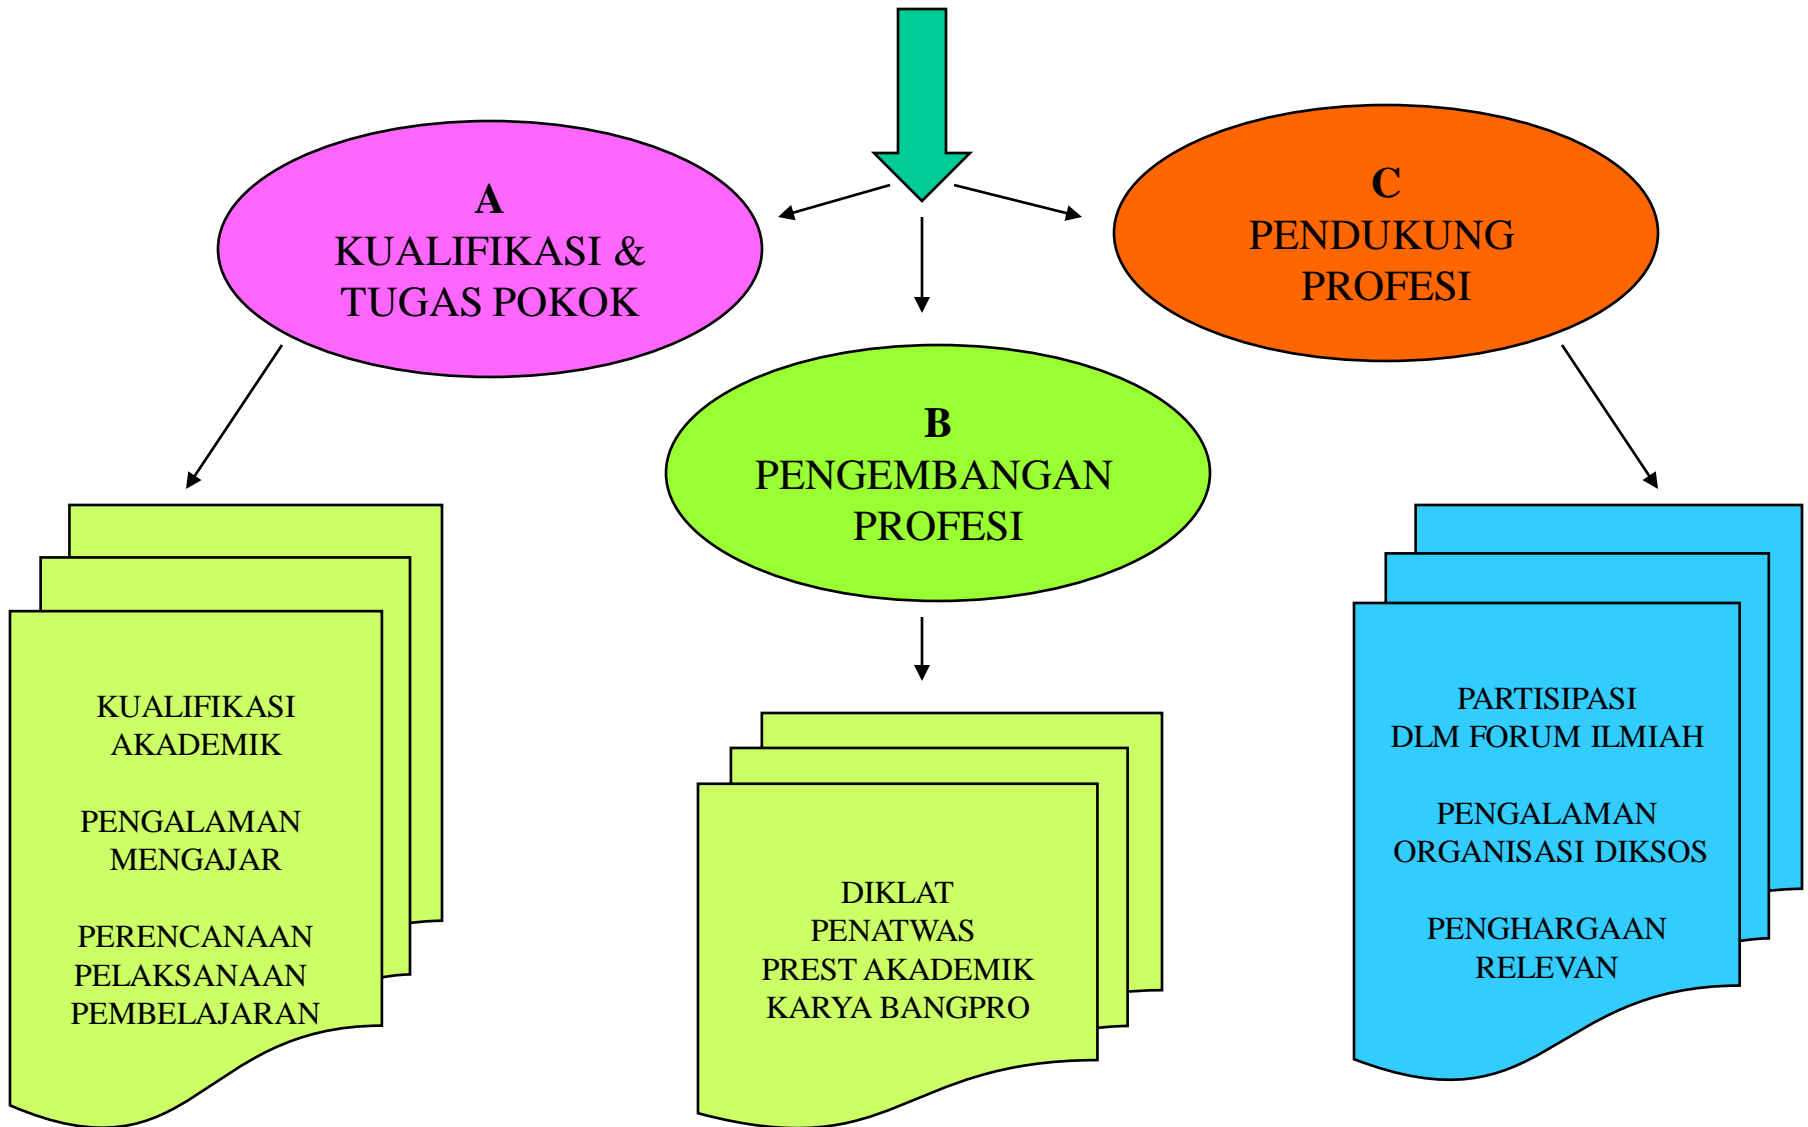 A
KUALIFIKASI &
TUGAS POKOK
B
PENGEMBANGAN
PROFESI
C
PENDUKUNG
PROFESI
KUALIFIKASI
AKADEMIK
PENGALAMAN
MENGAJAR
PERENCANAAN
PELAKSANAAN
PEMBELAJARAN
DIKLAT
PENATWAS
PREST AKADEMIK
KARYA BANGPRO
PARTISIPASI
DLM FORUM ILMIAH
PENGALAMAN
ORGANISASI DIKSOS
PENGHARGAAN
RELEVAN